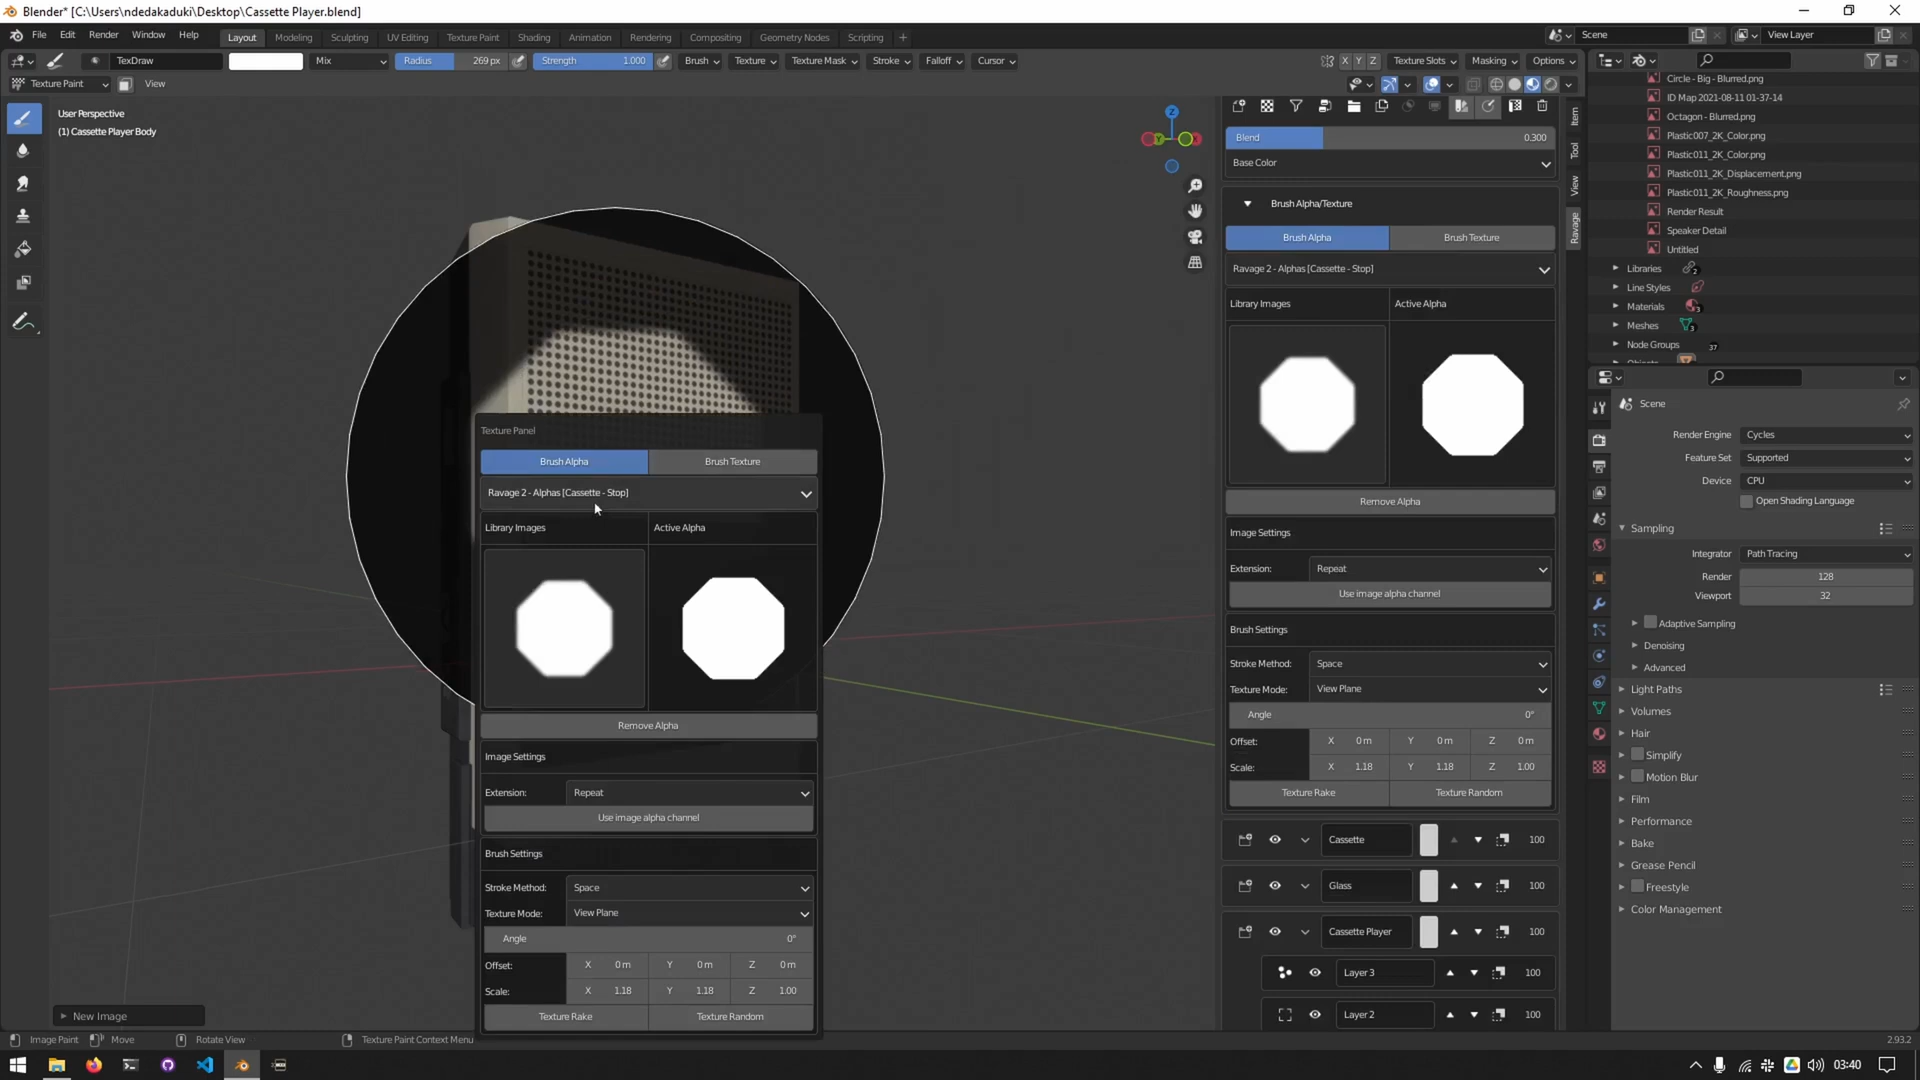 Blender* [C:\Users\ndedakaduki\Desktop\Cassette Player.blend]
File Edit Render Window Help
Layout Modeling Sculpting UV Editing Texture Paint Shading Animation Rendering Compositing Geometry Nodes Scripting +
Scene
View Layer
TexDraw
Mix
Radius 269 px
Strength 1.000
Brush Texture Texture Mask Stroke Falloff Cursor
X Y Z
Texture Slots Masking Options
Texture Paint
View
User Perspective
(1) Cassette Player Body
Z
Y
Blend 0.300
Base Color
Brush Alpha/Texture
Brush Alpha Brush Texture
Ravage 2 - Alphas [Cassette - Stop]
Library Images Active Alpha
Remove Alpha
Image Settings
Extension: Repeat
Use image alpha channel
Brush Settings
Stroke Method: Space
Texture Mode: View Plane
Angle 0°
Offset: X 0 m Y 0 m Z 0 m
Scale: X 1.18 Y 1.18 Z 1.00
Texture Rake Texture Random
Cassette 100
Glass 100
Cassette Player 100
Layer 3 100
Layer 2 100
Item
Tool
View
Ravage
Texture Panel
Brush Alpha Brush Texture
Ravage 2 - Alphas [Cassette - Stop]
Library Images Active Alpha
Remove Alpha
Image Settings
Extension: Repeat
Use image alpha channel
Brush Settings
Stroke Method: Space
Texture Mode: View Plane
Angle 0°
Offset: X 0 m Y 0 m Z 0 m
Scale: X 1.18 Y 1.18 Z 1.00
Texture Rake Texture Random
Circle - Big - Blurred.png
ID Map 2021-08-11 01-37-14
Octagon - Blurred.png
Plastic007_2K_Color.png
Plastic011_2K_Color.png
Plastic011_2K_Displacement.png
Plastic011_2K_Roughness.png
Render Result
Speaker Detail
Untitled
Libraries 2
Line Styles
Materials 3
Meshes 3
Node Groups 37
Scene
Render Engine Cycles
Feature Set Supported
Device CPU
Open Shading Language
Sampling
Integrator Path Tracing
Render 128
Viewport 32
Adaptive Sampling
Denoising
Advanced
Light Paths
Volumes
Hair
Simplify
Motion Blur
Film
Performance
Bake
Grease Pencil
Freestyle
Color Management
New Image
Image Paint Move Rotate View Texture Paint Context Menu
2.93.2
03:40